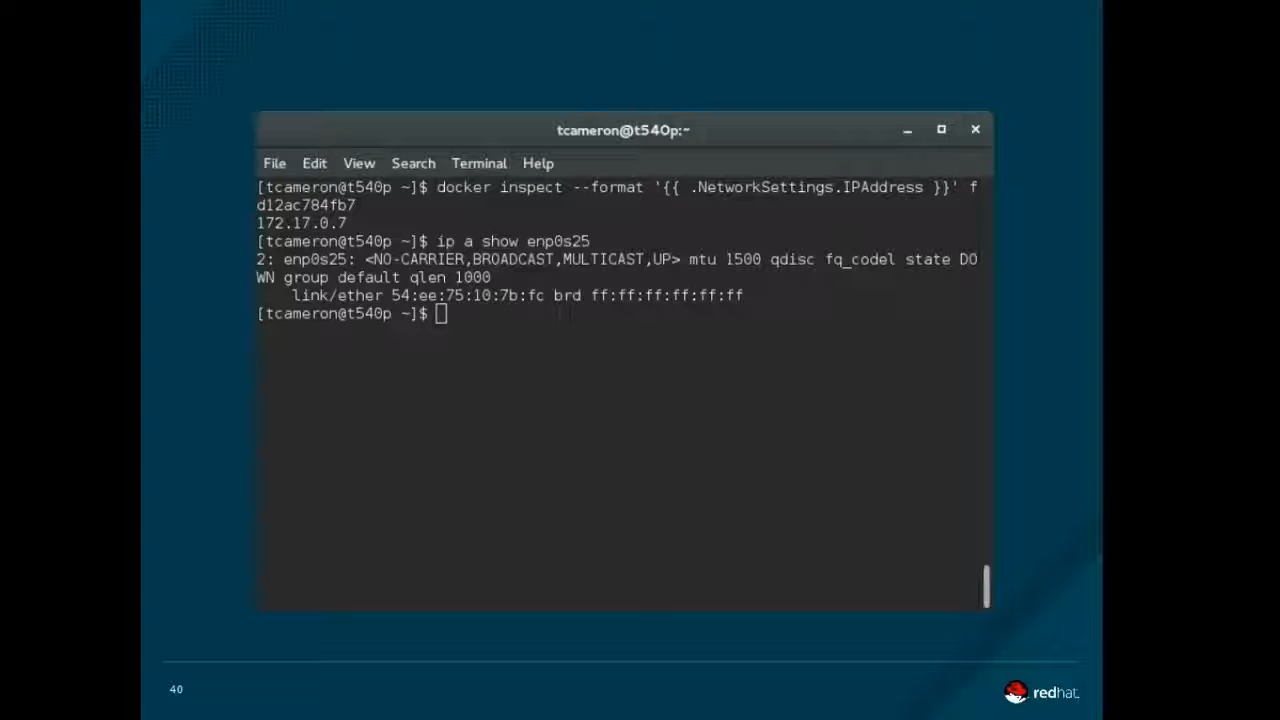 tcameron@t540p:~
File Edit View Search Terminal Help
[tcameron@t540p ~]$ docker inspect --format '{{ .NetworkSettings.IPAddress }}' f
d12ac784fb7
172.17.0.7
[tcameron@t540p ~]$ ip a show enp0s25
2: enp0s25: <NO-CARRIER,BROADCAST,MULTICAST,UP> mtu 1500 qdisc fq_codel state DO
WN group default qlen 1000
    link/ether 54:ee:75:10:7b:fc brd ff:ff:ff:ff:ff:ff
[tcameron@t540p ~]$
40
redhat.